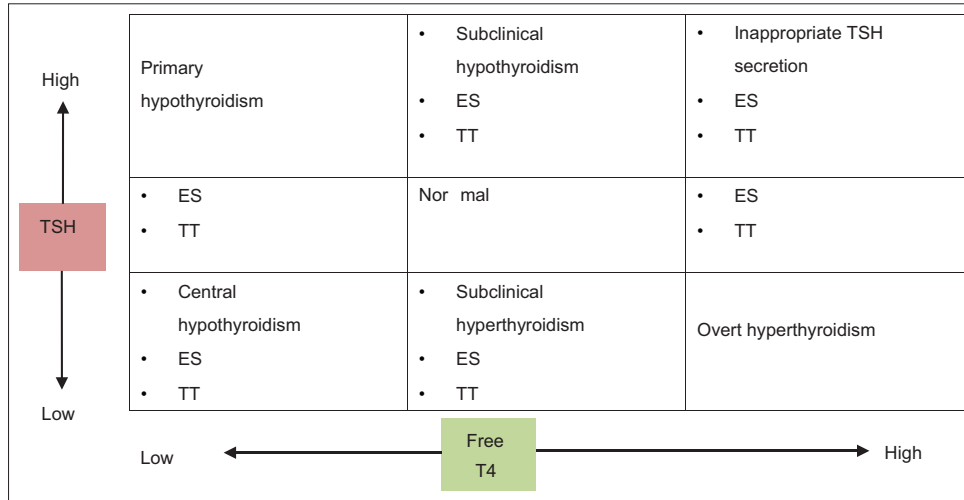 High
TSH
Low
Primary
hypothyroidism
• Subclinical
hypothyroidism
• ES
• TT
• Inappropriate TSH
secretion
• ES
• TT
• ES
• TT
Nor mal
• ES
• TT
• Central
hypothyroidism
• ES
• TT
• Subclinical
hyperthyroidism
• ES
• TT
Overt hyperthyroidism
Low
Free
T4
High